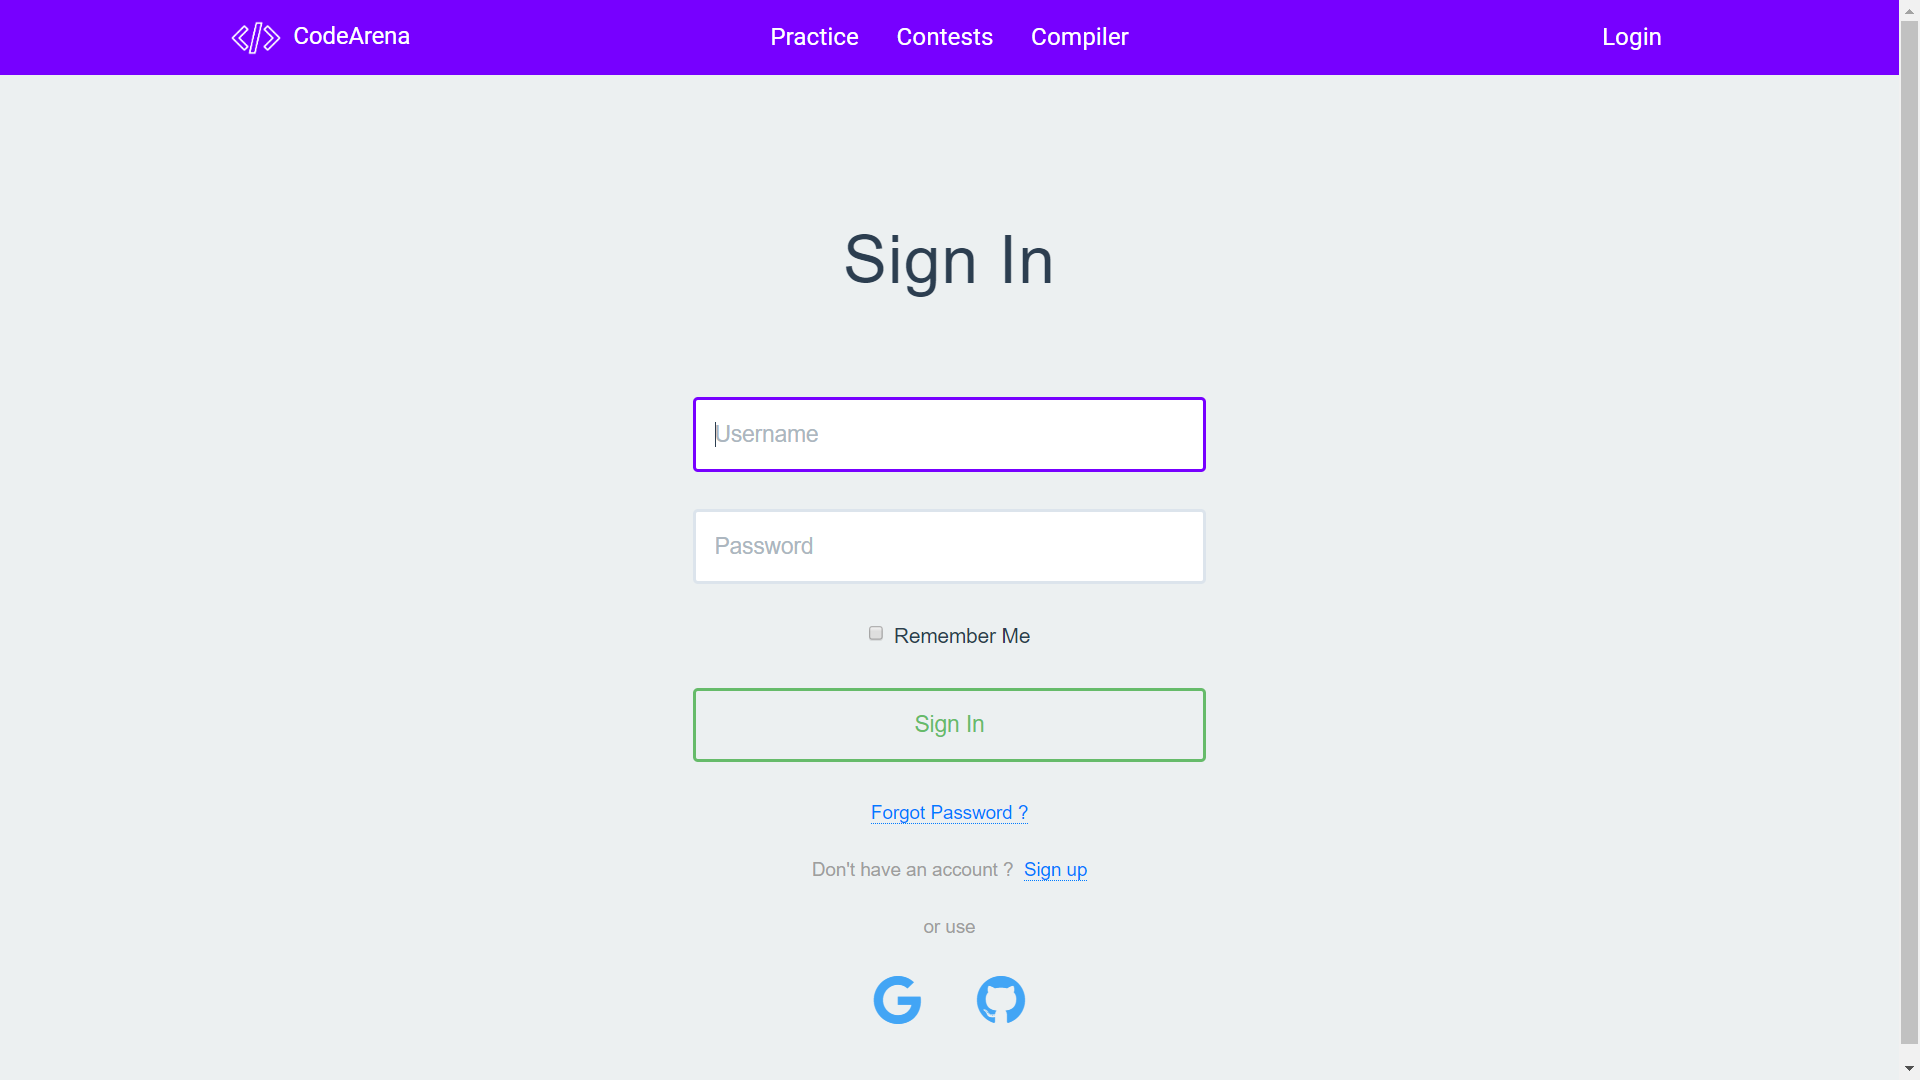 CodeArena
Practice Contests Compiler
Login
Sign In
Username
Password
Remember Me
Sign In
Forgot Password ?
Don't have an account ? Sign up
or use